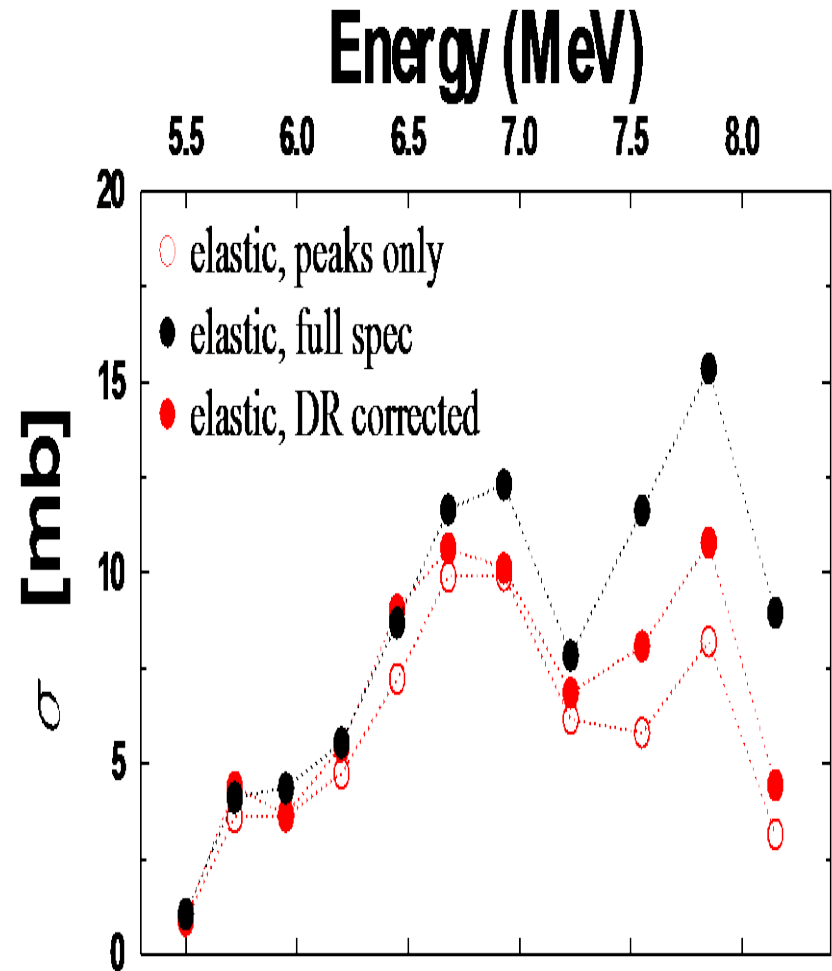 Energy (MeV)
5.5 6.0 6.5 7.0 7.5 8.0
20
elastic, peaks only
elastic, full spec
15
elastic, DR corrected
σ [mb]
10
5
0